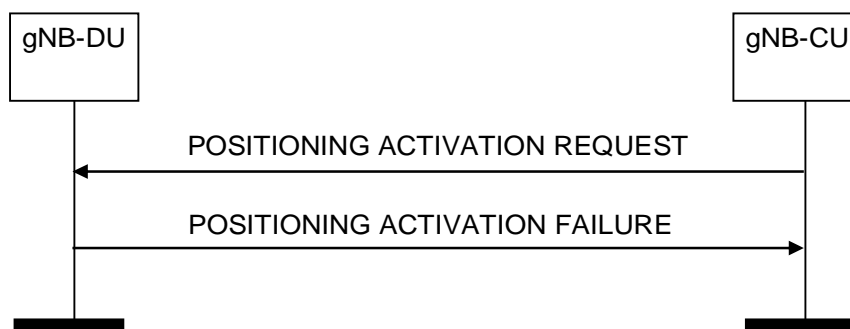 gNB-DU
gNB-CU
POSITIONING ACTIVATION REQUEST
POSITIONING ACTIVATION FAILURE